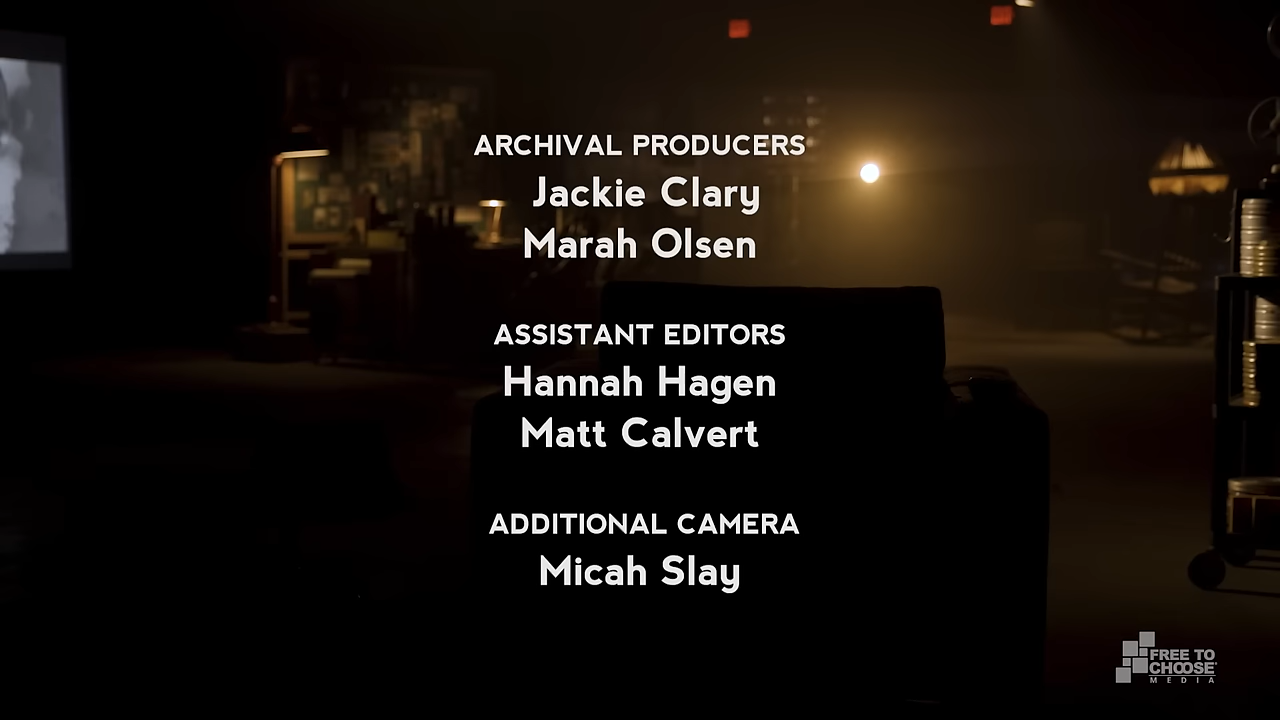 ARCHIVAL PRODUCERS
Jackie Clary
Marah Olsen
ASSISTANT EDITORS
Hannah Hagen
Matt Calvert
ADDITIONAL CAMERA
Micah Slay
FREE TO
CHOOSE
MEDIA